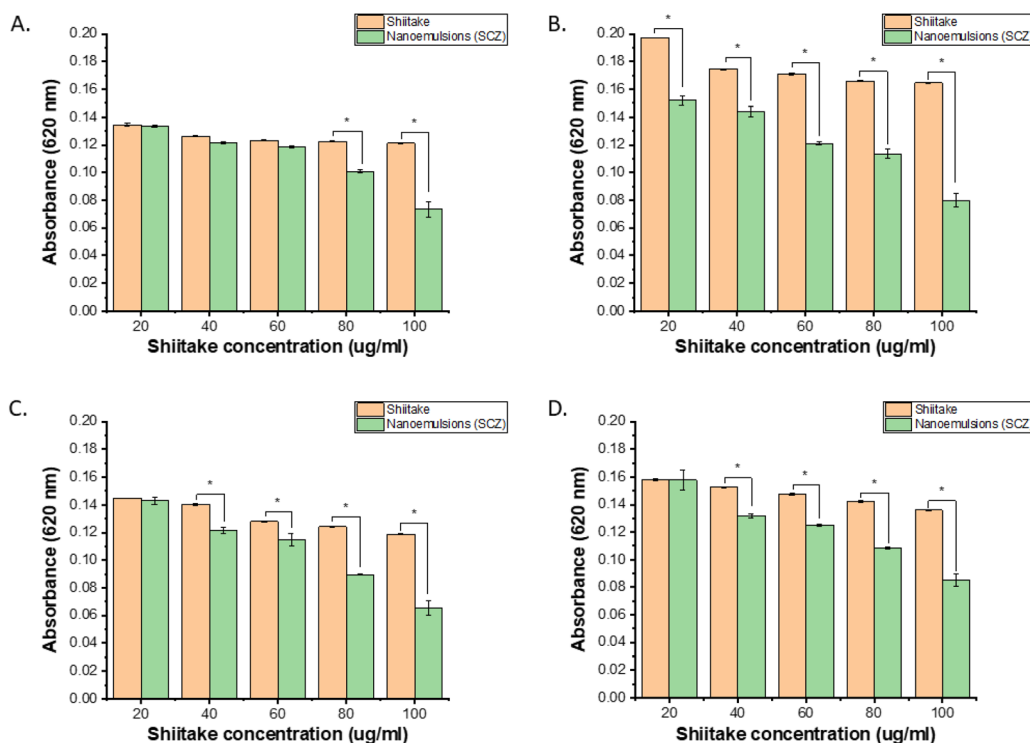 A.
Shiitake
Nanoemulsions (SCZ)
0.20
0.18
0.16
0.14
0.12
0.10
0.08
0.06
0.04
0.02
0.00
Absorbance (620 nm)
* *
20 40 60 80 100
Shiitake concentration (ug/ml)
B.
Shiitake
Nanoemulsions (SCZ)
0.20
0.18
0.16
0.14
0.12
0.10
0.08
0.06
0.04
0.02
0.00
Absorbance (620 nm)
* * * * *
20 40 60 80 100
Shiitake concentration (ug/ml)
C.
Shiitake
Nanoemulsions (SCZ)
0.20
0.18
0.16
0.14
0.12
0.10
0.08
0.06
0.04
0.02
0.00
Absorbance (620 nm)
* * * *
20 40 60 80 100
Shiitake concentration (ug/ml)
D.
Shiitake
Nanoemulsions (SCZ)
0.20
0.18
0.16
0.14
0.12
0.10
0.08
0.06
0.04
0.02
0.00
Absorbance (620 nm)
* * * *
20 40 60 80 100
Shiitake concentration (ug/ml)